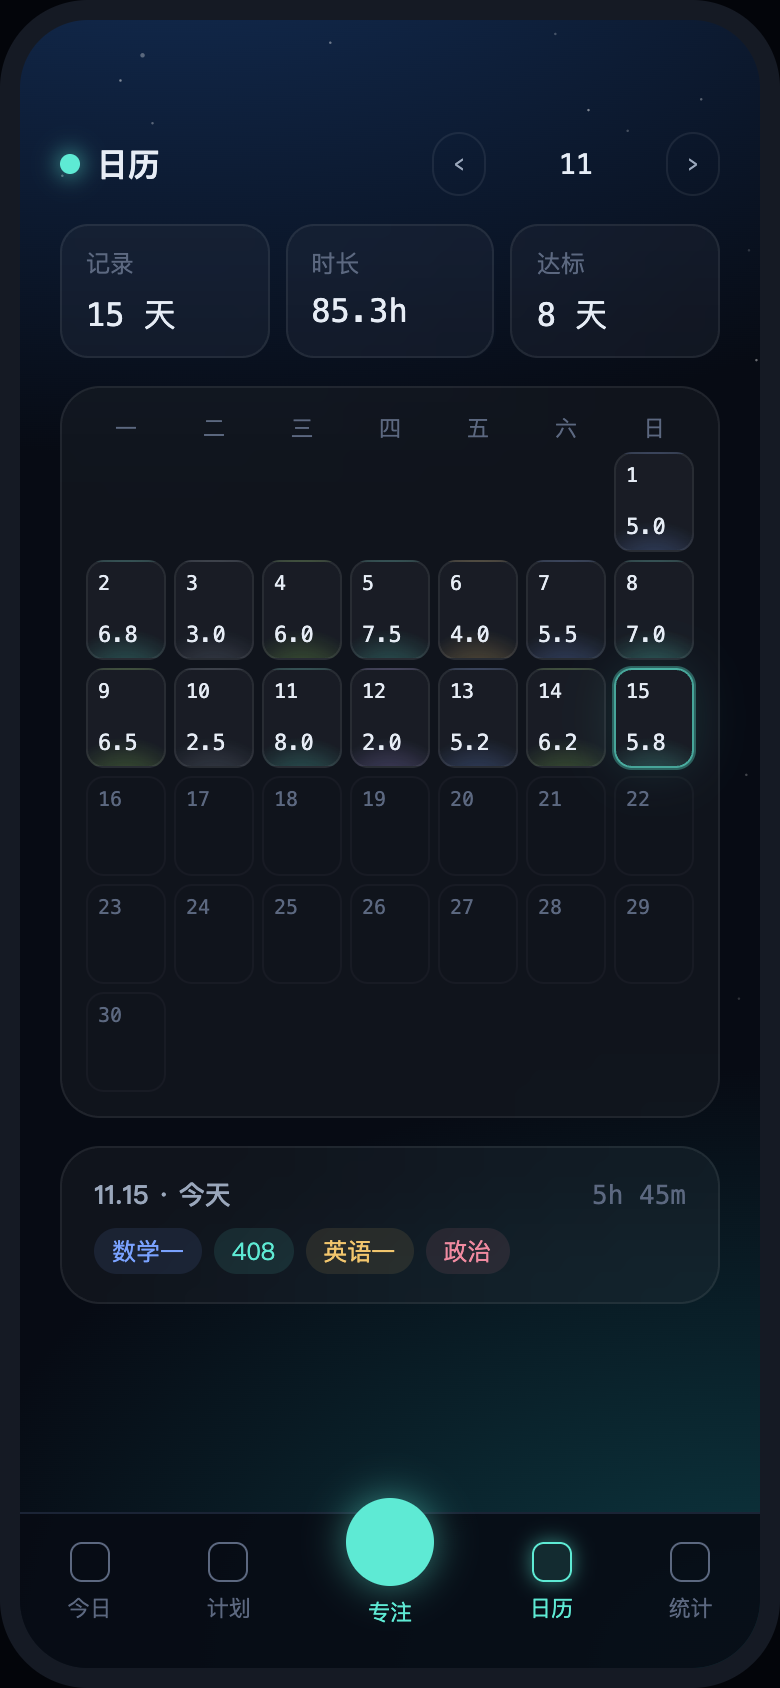 日历 < 11 >
记录 时长 达标
15 天 85.3h 8 天
一 二 三 四 五 六 日
1
5.0
2 3 4 5 6 7 8
6.8 3.0 6.0 7.5 4.0 5.5 7.0
9 10 11 12 13 14 15
6.5 2.5 8.0 2.0 5.2 6.2 5.8
16 17 18 19 20 21 22
23 24 25 26 27 28 29
30
11.15 · 今天 5h 45m
数学一 408 英语一 政治
今日 计划 专注 日历 统计